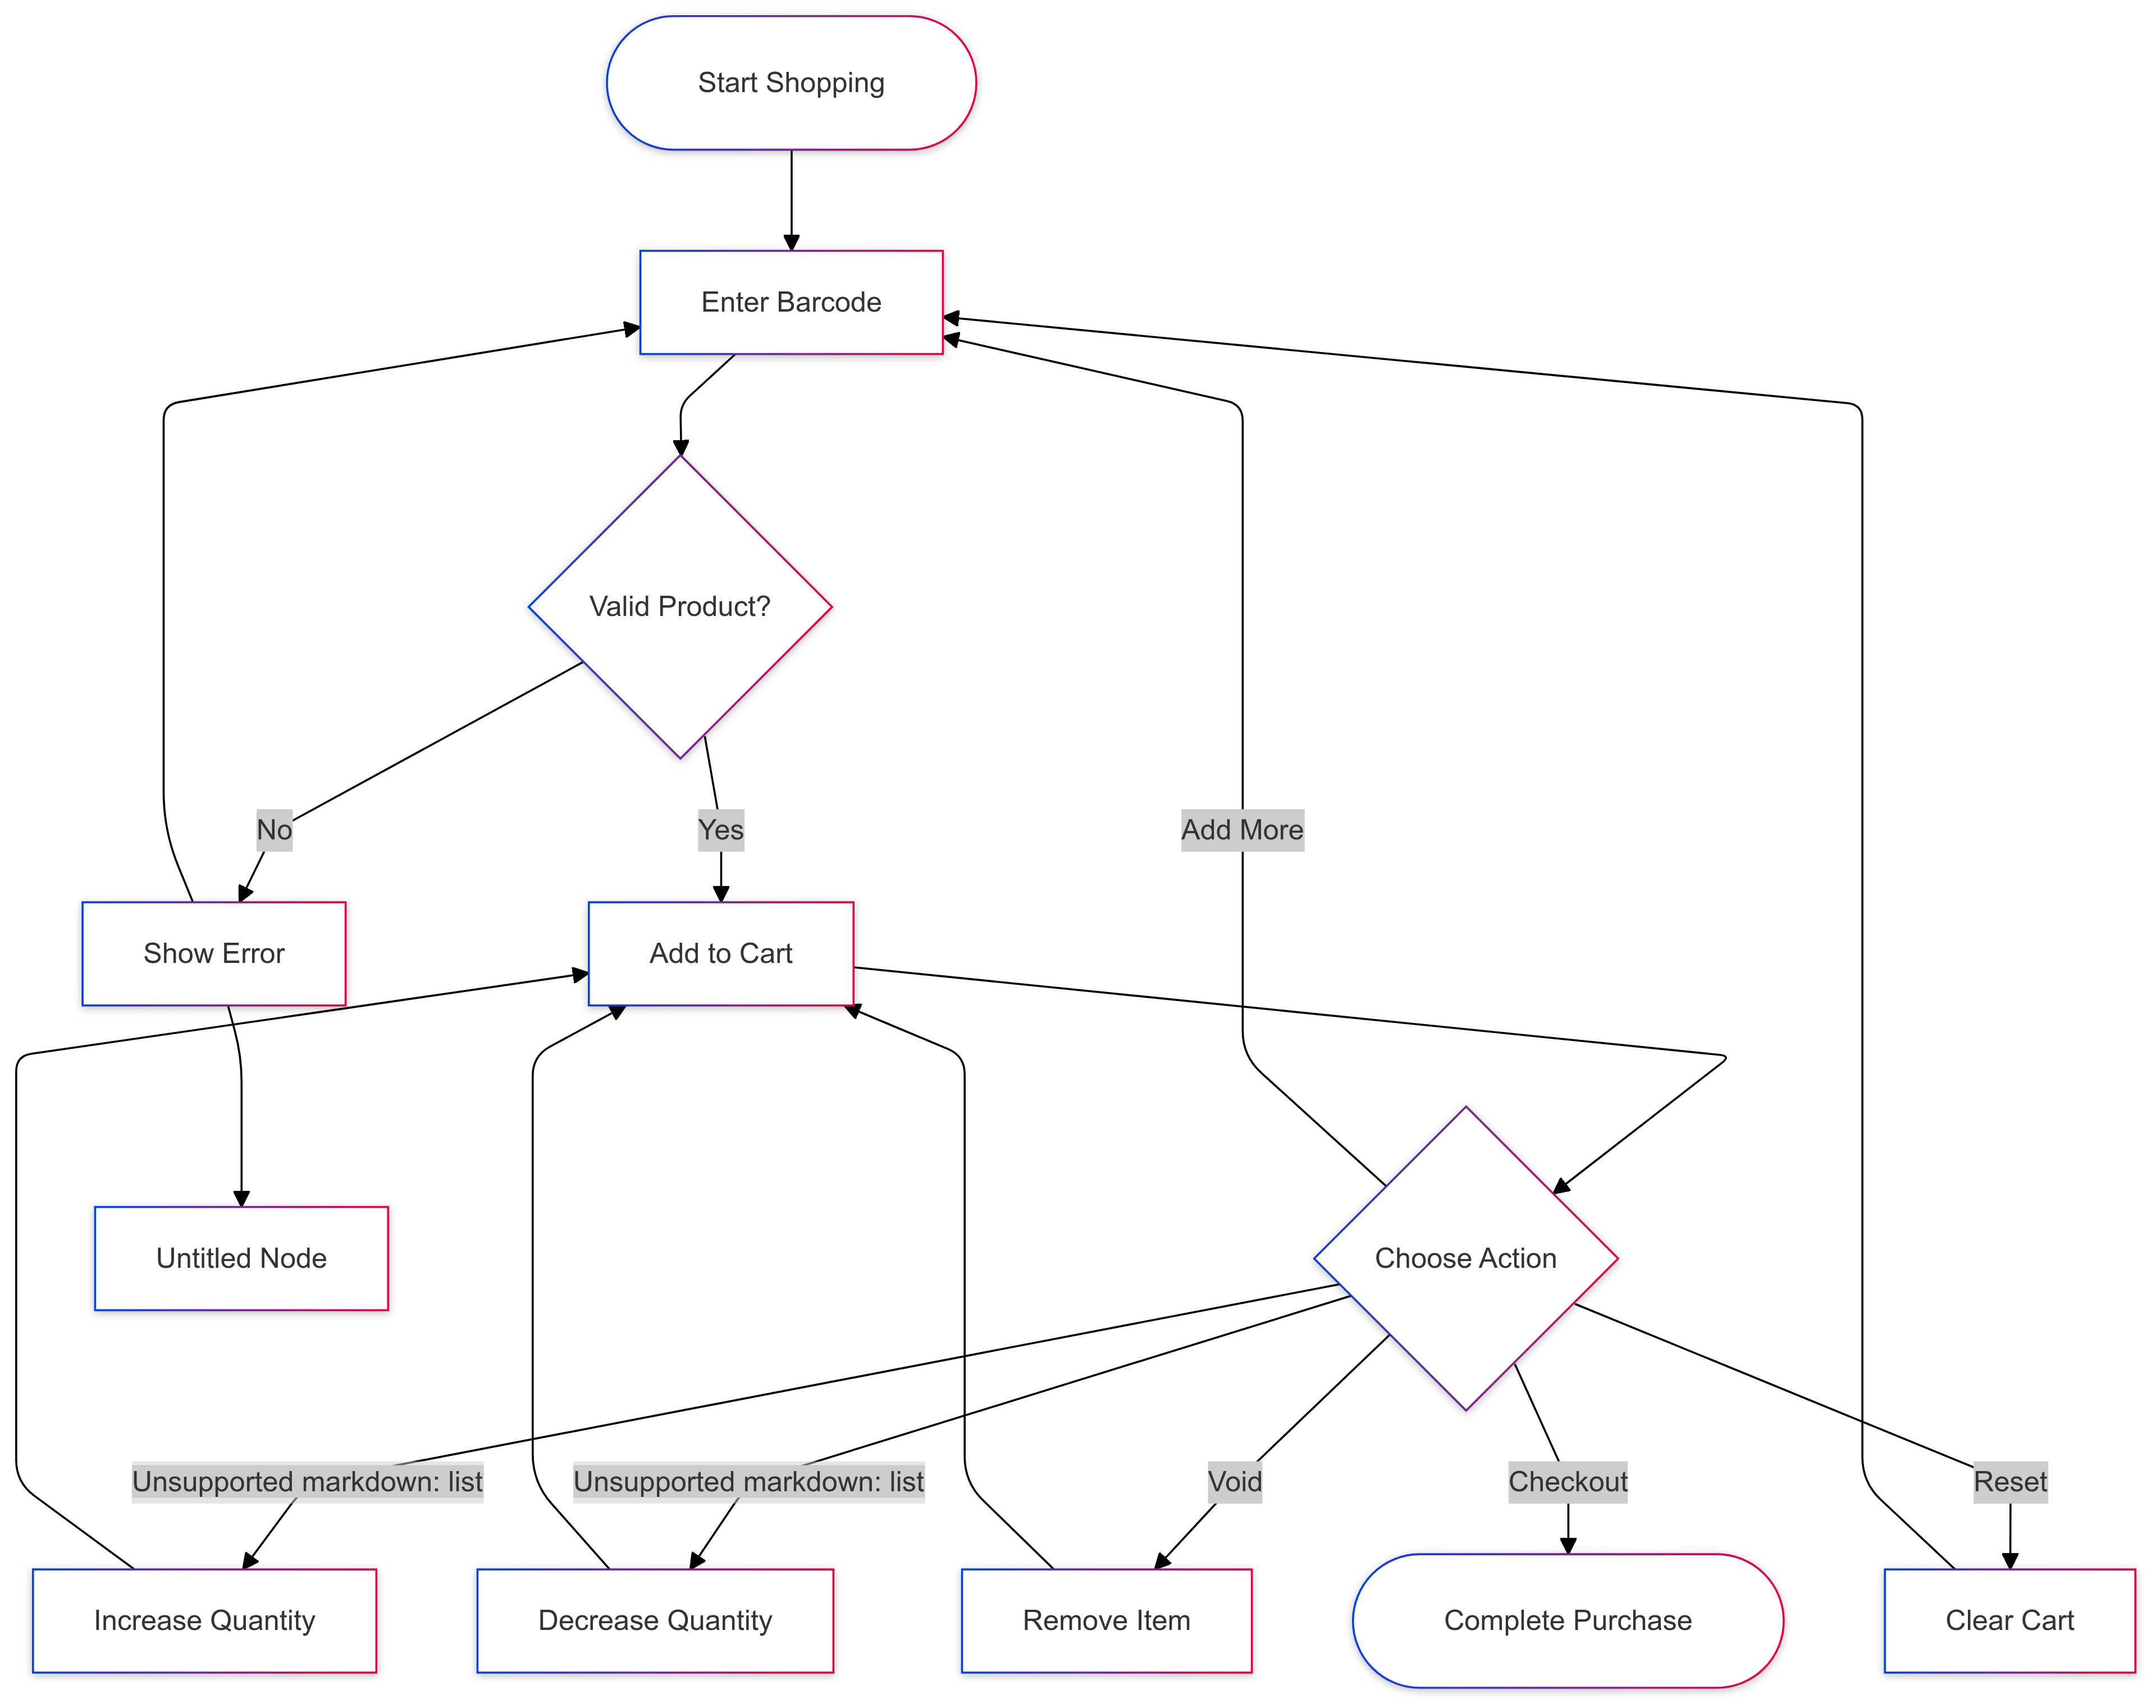 Start Shopping
Enter Barcode
Valid Product?
No
Yes
Add More
Show Error
Add to Cart
Untitled Node
Choose Action
Unsupported markdown: list
Unsupported markdown: list
Void
Checkout
Reset
Increase Quantity
Decrease Quantity
Remove Item
Complete Purchase
Clear Cart